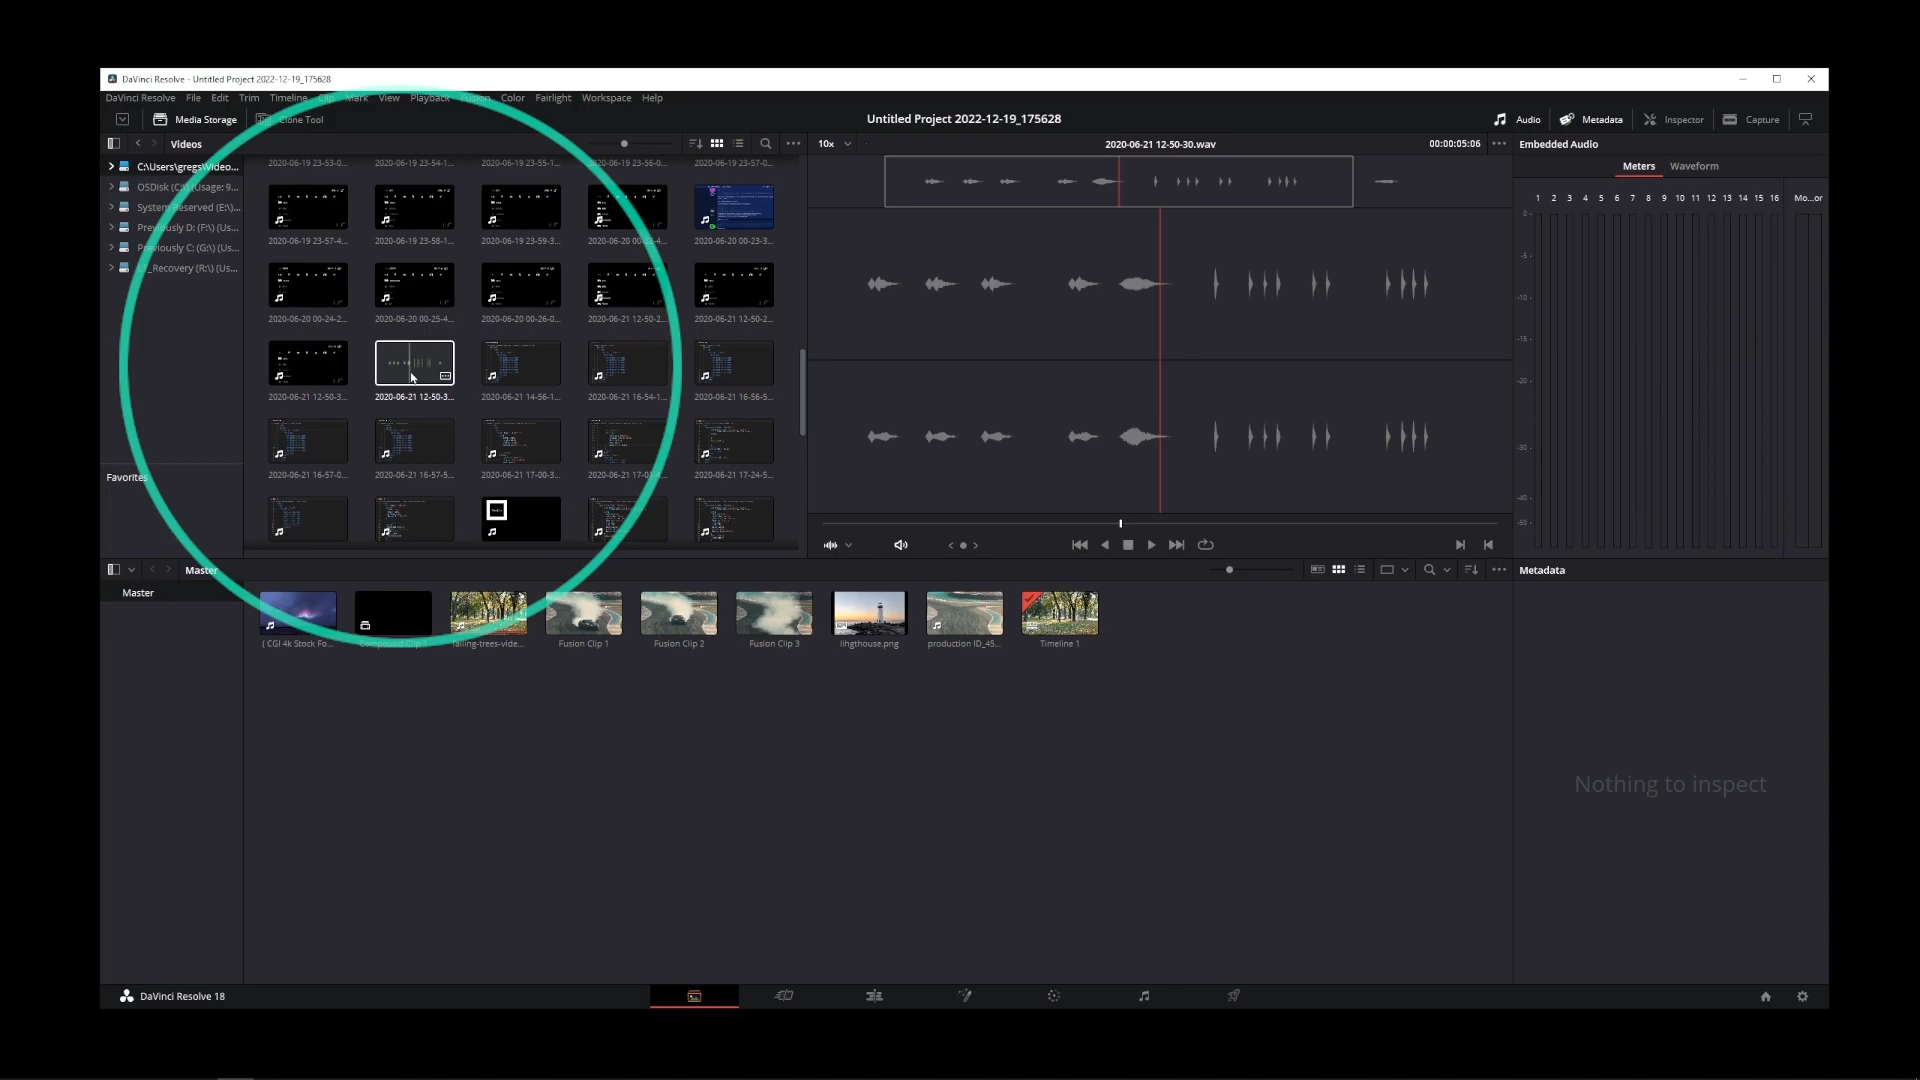 DaVinci Resolve - Untitled Project 2022-12-19_175628
DaVinci Resolve File Edit Trim Timeline Clip Mark View Playback Fusion Color Fairlight Workspace Help
Media Storage Clone Tool
Untitled Project 2022-12-19_175628
Audio Metadata Inspector Capture
Videos
10x
2020-06-21 12-50-30.wav
00:00:05:06
Embedded Audio
C:\Users\gregs\Video...
OSDisk (C:\) (Usage: 9...
System Reserved (E:\)...
Previously D: (F:\) (Us...
Previously C: (G:\) (Us...
LT_Recovery (R:\) (Us...
Favorites
2020-06-19 23-53-0... 2020-06-19 23-54-1... 2020-06-19 23-55-1... 2020-06-19 23-56-0... 2020-06-19 23-57-0...
2020-06-19 23-57-4... 2020-06-19 23-58-1... 2020-06-19 23-59-3... 2020-06-20 00-23-3...
2020-06-20 00-24-2... 2020-06-20 00-25-4... 2020-06-20 00-26-0... 2020-06-21 12-50-2... 2020-06-21 12-50-2...
2020-06-21 12-50-3... 2020-06-21 12-50-3... 2020-06-21 14-56-1... 2020-06-21 16-54-1... 2020-06-21 16-56-5...
2020-06-21 16-57-0... 2020-06-21 16-57-5... 2020-06-21 17-00-3... 2020-06-21 17-24-5...
Meters Waveform
1 2 3 4 5 6 7 8 9 10 11 12 13 14 15 16 Mo...or
0
-5
-10
-15
-20
-30
-40
-50
Master
Master
( CGI 4k Stock Fo... Compound Clip 1 falling-trees-vide... Fusion Clip 1 Fusion Clip 2 Fusion Clip 3 lihgthouse.png production ID_45... Timeline 1
Metadata
Nothing to inspect
DaVinci Resolve 18